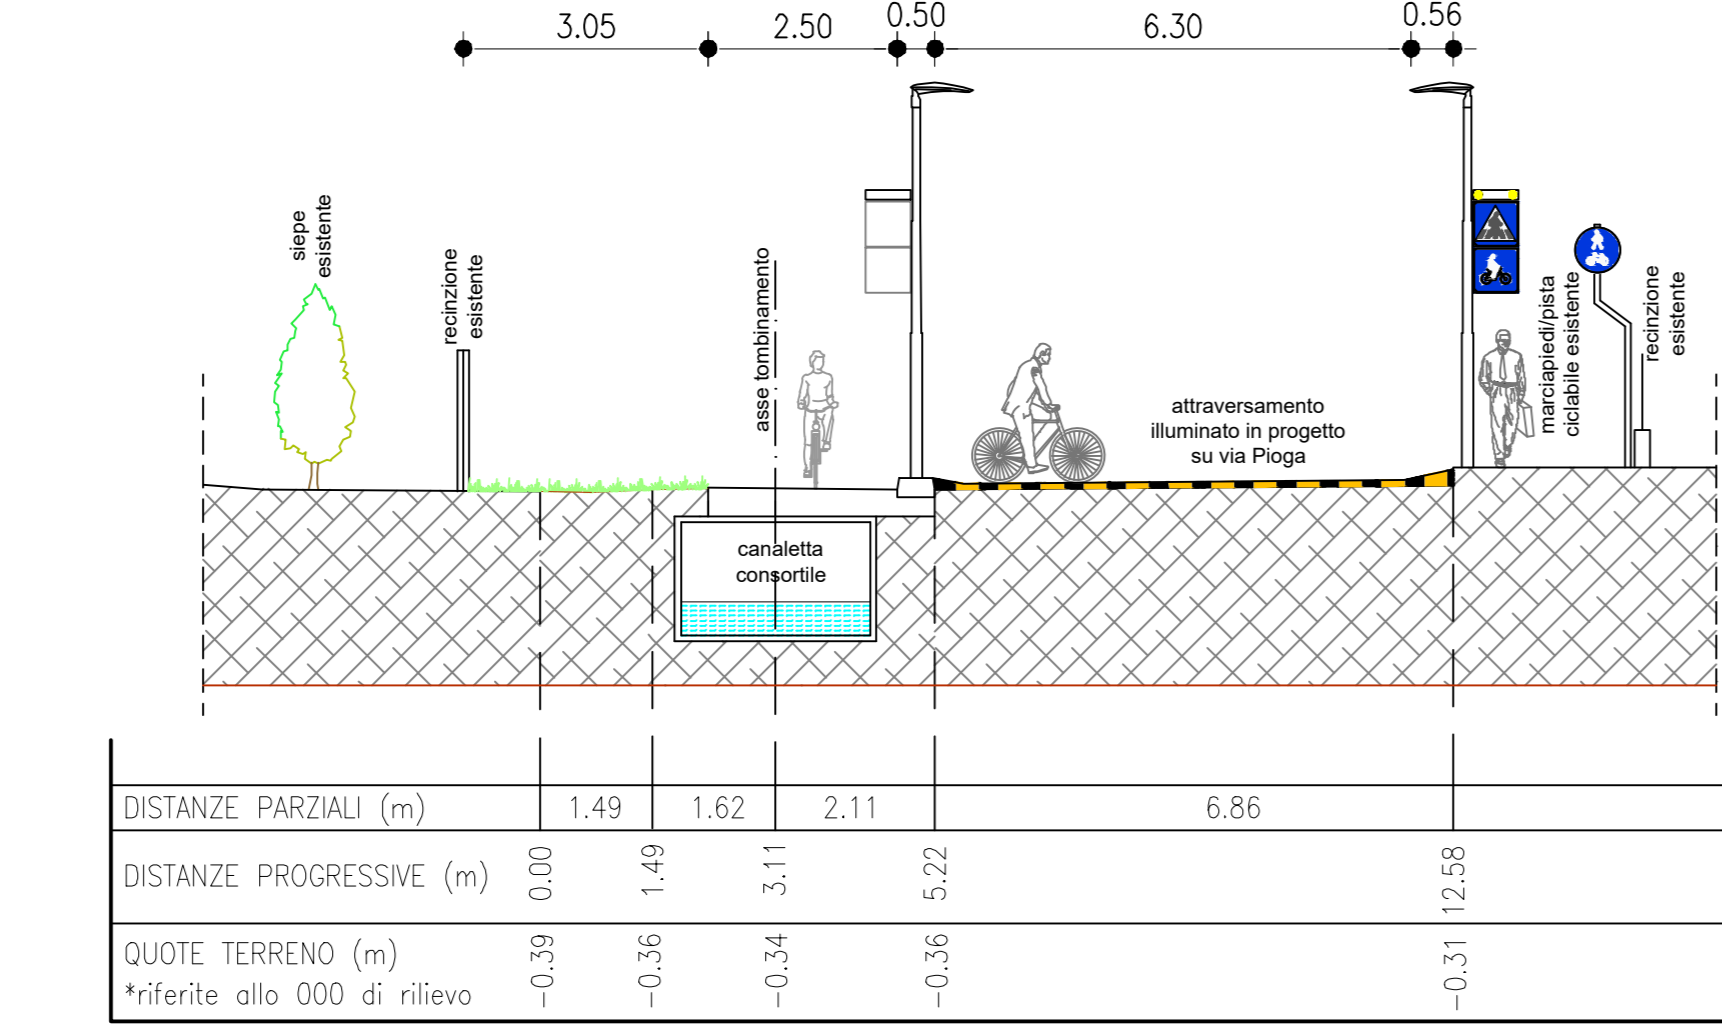 3.05
2.50
0.50
6.30
0.56
siepe
esistente
recinzione
esistente
asse tombinamento
attraversamento
illuminato in progetto
su via Pioga
marciapiedi/pista
ciclabile esistente
recinzione
esistente
canaletta
consortile
DISTANZE PARZIALI (m)
1.49
1.62
2.11
6.86
DISTANZE PROGRESSIVE (m)
0.00
1.49
3.11
5.22
12.58
QUOTE TERRENO (m)
*riferite allo 000 di rilievo
-0.39
-0.36
-0.34
-0.36
-0.31